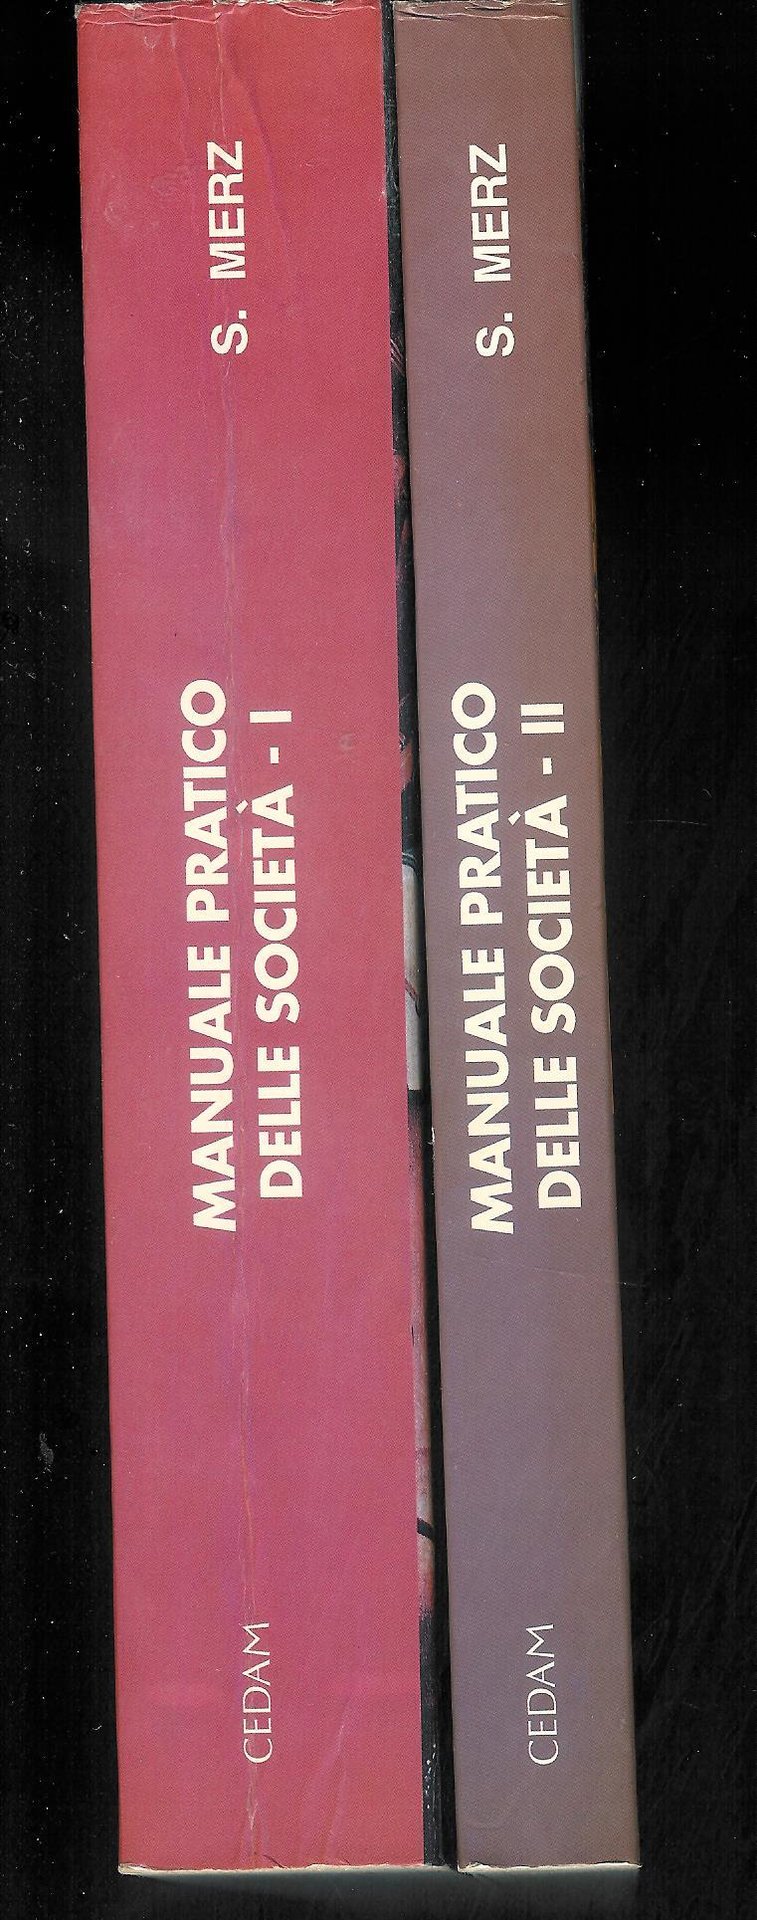 S. MERZ
MANUALE PRATICO
DELLE SOCIETÀ - I
CEDAM
S. MERZ
MANUALE PRATICO
DELLE SOCIETÀ - II
CEDAM